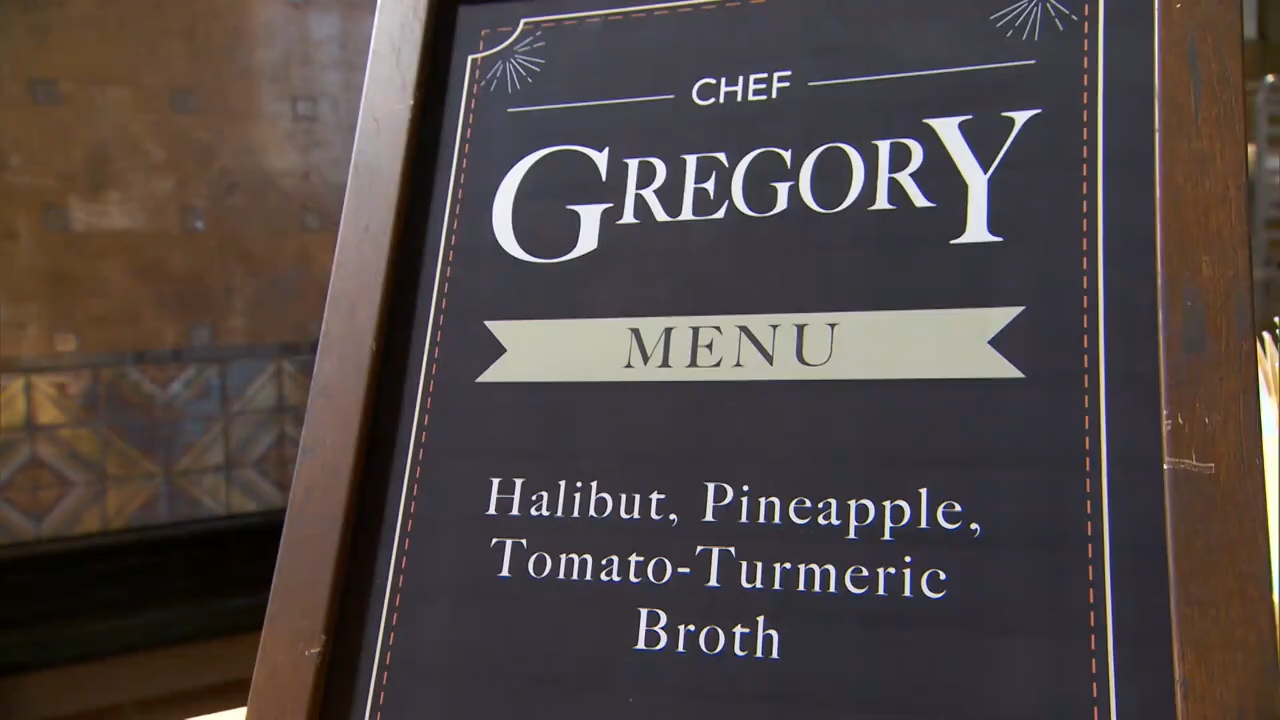 CHEF
GREGORY
MENU
Halibut, Pineapple,
Tomato-Turmeric
Broth